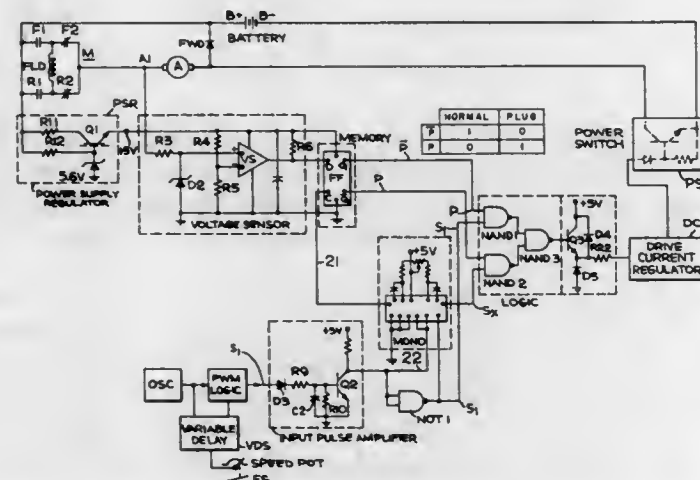 B+ B-
BATTERY
F1 F2
M
FLD
R1 R2
A1
A
FWD
PSR
R11
R12
Q1
5.6V
POWER SUPPLY
REGULATOR
R3
R4
D2
R5
VS
R6
VOLTAGE SENSOR
MEMORY
FF
NORMAL PLUG
P̅ 1 0
P 0 1
P̅
P
POWER
SWITCH
21
P
NAND 1
NAND 2
NAND 3
LOGIC
+5V
Q3
D4
R22
D5
DRIVE
CURRENT
REGULATOR
+5V
MONO
22
OSC
PWM
LOGIC
S1
D3
R9
C2
R10
Q2
+5V
INPUT PULSE AMPLIFIER
NOT 1
S1
VARIABLE
DELAY
VDS
SPEED POT